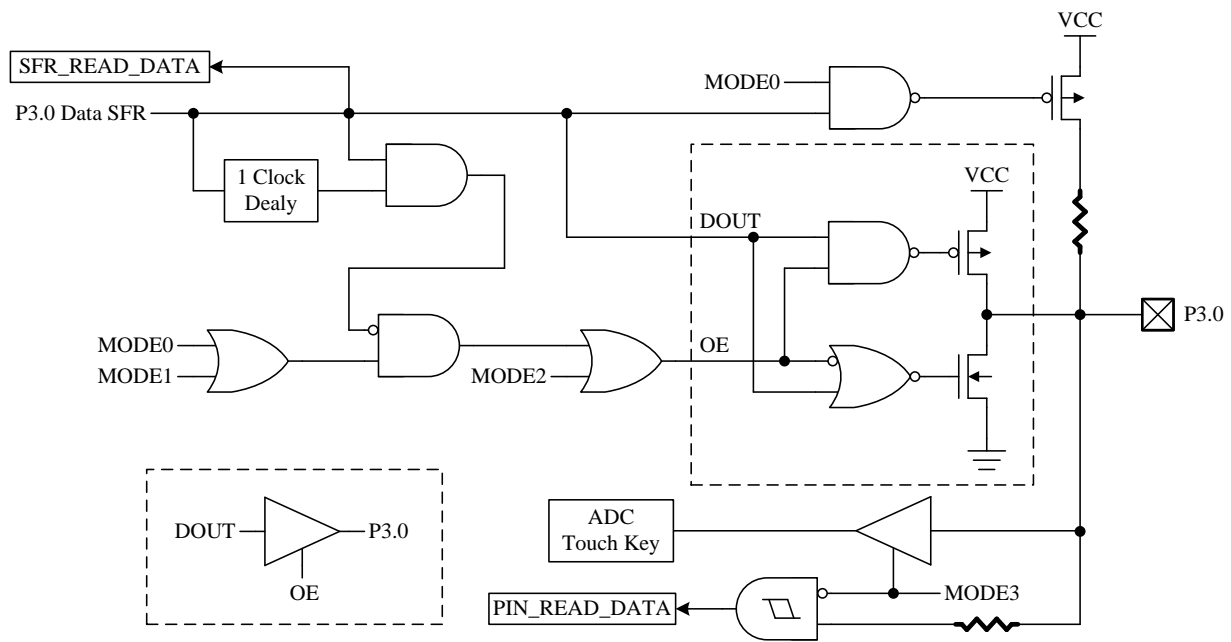 VCC
SFR_READ_DATA
MODE0
P3.0 Data SFR
1 Clock
Dealy
VCC
DOUT
P3.0
MODE0
OE
MODE1
MODE2
ADC
Touch Key
DOUT
P3.0
OE
MODE3
PIN_READ_DATA